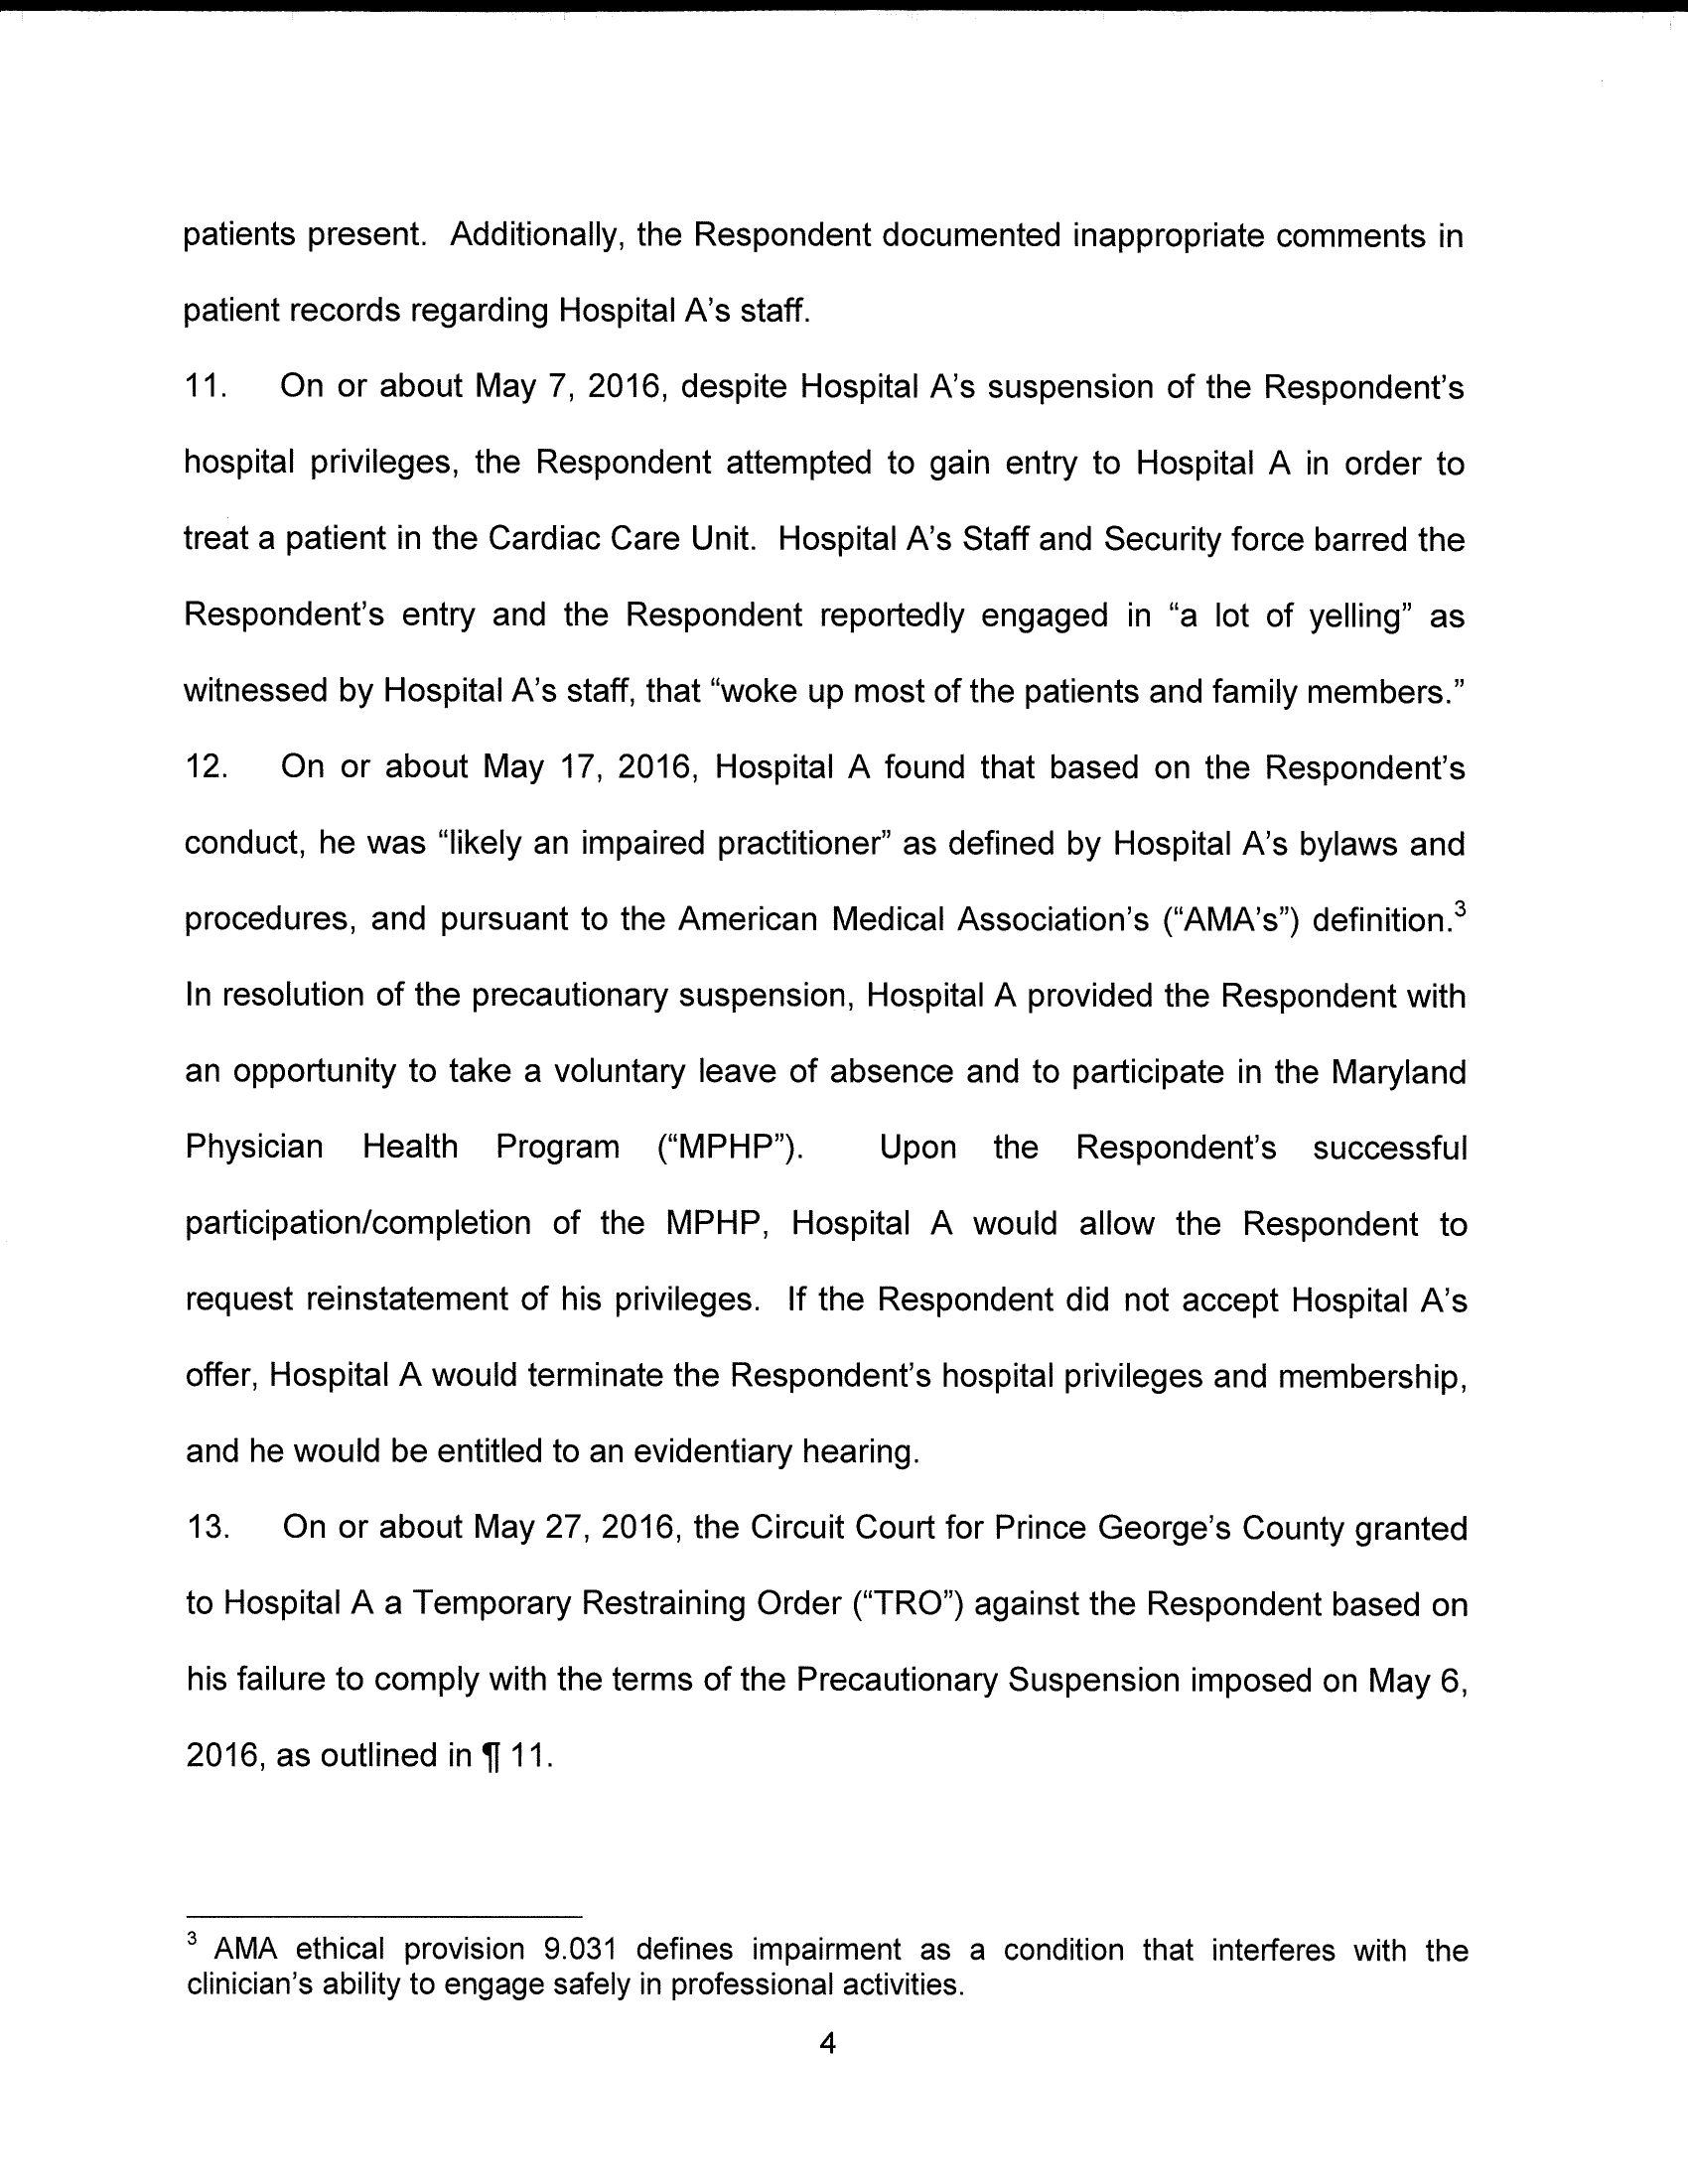 patients present. Additionally, the Respondent documented inappropriate comments in
patient records regarding Hospital A's staff.
11. On or about May 7, 2016, despite Hospital A's suspension of the Respondent's
hospital privileges, the Respondent attempted to gain entry to Hospital A in order to
treat a patient in the Cardiac Care Unit. Hospital A's Staff and Security force barred the
Respondent's entry and the Respondent reportedly engaged in “a lot of yelling” as
witnessed by Hospital A's staff, that “woke up most of the patients and family members.”
12. On or about May 17, 2016, Hospital A found that based on the Respondent's
conduct, he was “likely an impaired practitioner” as defined by Hospital A's bylaws and
procedures, and pursuant to the American Medical Association's (“AMA's”) definition.³
In resolution of the precautionary suspension, Hospital A provided the Respondent with
an opportunity to take a voluntary leave of absence and to participate in the Maryland
Physician Health Program (“MPHP”). Upon the Respondent's successful
participation/completion of the MPHP, Hospital A would allow the Respondent to
request reinstatement of his privileges. If the Respondent did not accept Hospital A's
offer, Hospital A would terminate the Respondent's hospital privileges and membership,
and he would be entitled to an evidentiary hearing.
13. On or about May 27, 2016, the Circuit Court for Prince George's County granted
to Hospital A a Temporary Restraining Order (“TRO”) against the Respondent based on
his failure to comply with the terms of the Precautionary Suspension imposed on May 6,
2016, as outlined in ¶ 11.
³ AMA ethical provision 9.031 defines impairment as a condition that interferes with the
clinician's ability to engage safely in professional activities.
4